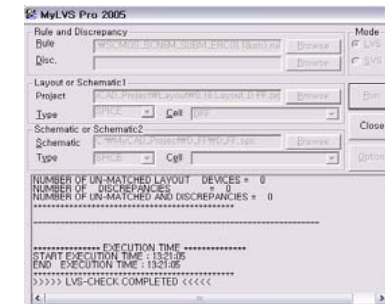 MyLVS Pro 2005
Rule and Discrepancy
Mode
Rule
Browse
LVS
Disc.
Browse
SVS
Layout or Schematic1
Project
Browse
Run
Type SPICE Cell DFF
Close
Schematic or Schematic2
Schematic
Browse
Type SPICE Cell
Option
NUMBER OF UN-MATCHED LAYOUT DEVICES = 0
NUMBER OF DISCREPANCIES = 0
NUMBER OF UN-MATCHED AND DISCREPANCIES = 0
EXECUTION TIME
START EXECUTION TIME : 13:21:05
END EXECUTION TIME : 13:21:05
>>>>> LVS-CHECK COMPLETED <<<<<